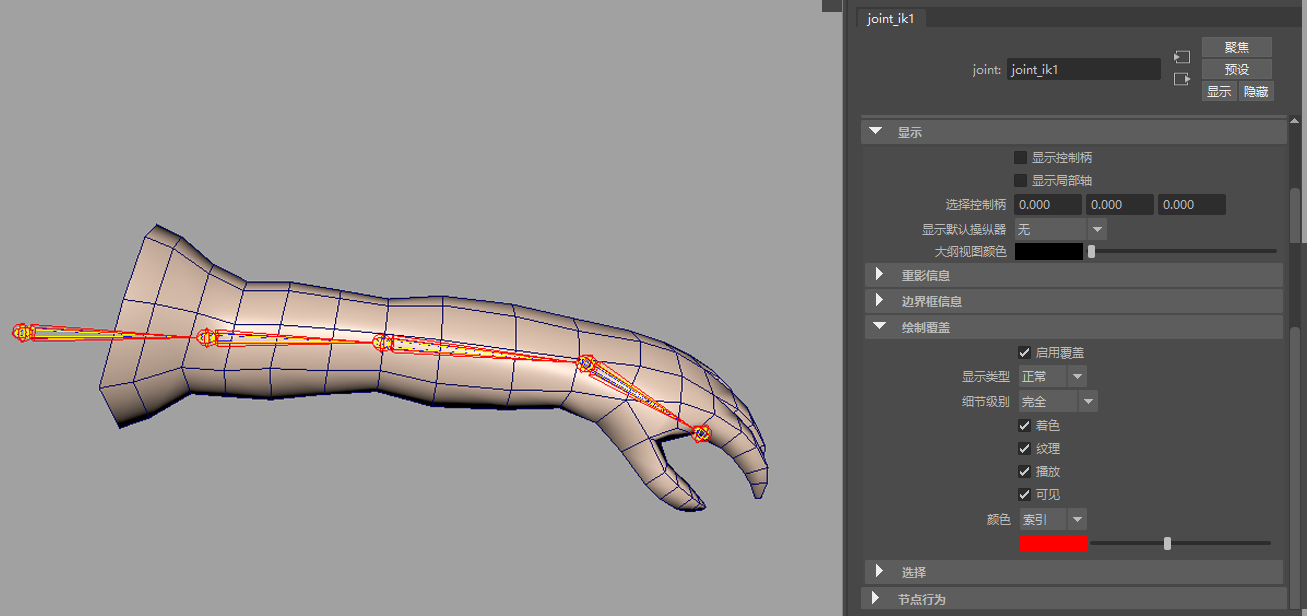 joint_ik1
聚焦
joint: joint_ik1
预设
显示 隐藏
显示
显示控制柄
显示局部轴
选择控制柄 0.000 0.000 0.000
显示默认操纵器 无
大纲视图颜色
重影信息
边界框信息
绘制覆盖
启用覆盖
显示类型 正常
细节级别 完全
着色
纹理
播放
可见
颜色 索引
选择
节点行为